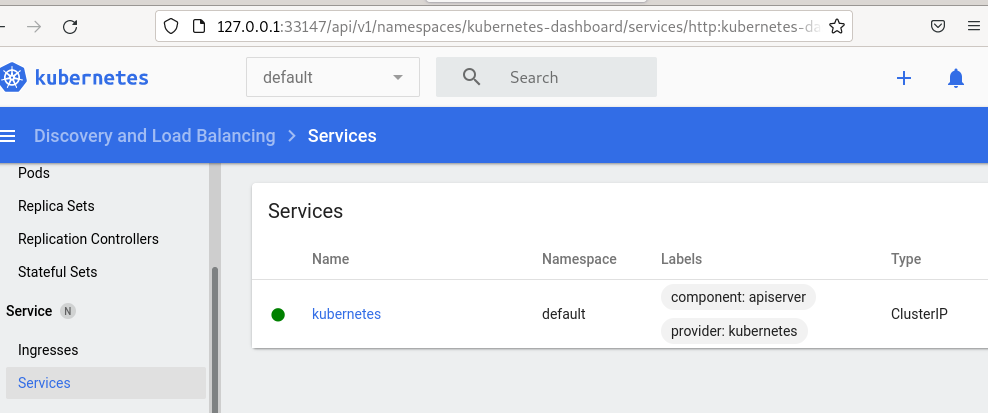 127.0.0.1:33147/api/v1/namespaces/kubernetes-dashboard/services/http:kubernetes-da
kubernetes
default
Search
Discovery and Load Balancing > Services
Pods
Replica Sets
Replication Controllers
Stateful Sets
Service N
Ingresses
Services
Services
Name Namespace Labels Type
kubernetes default component: apiserver provider: kubernetes ClusterIP